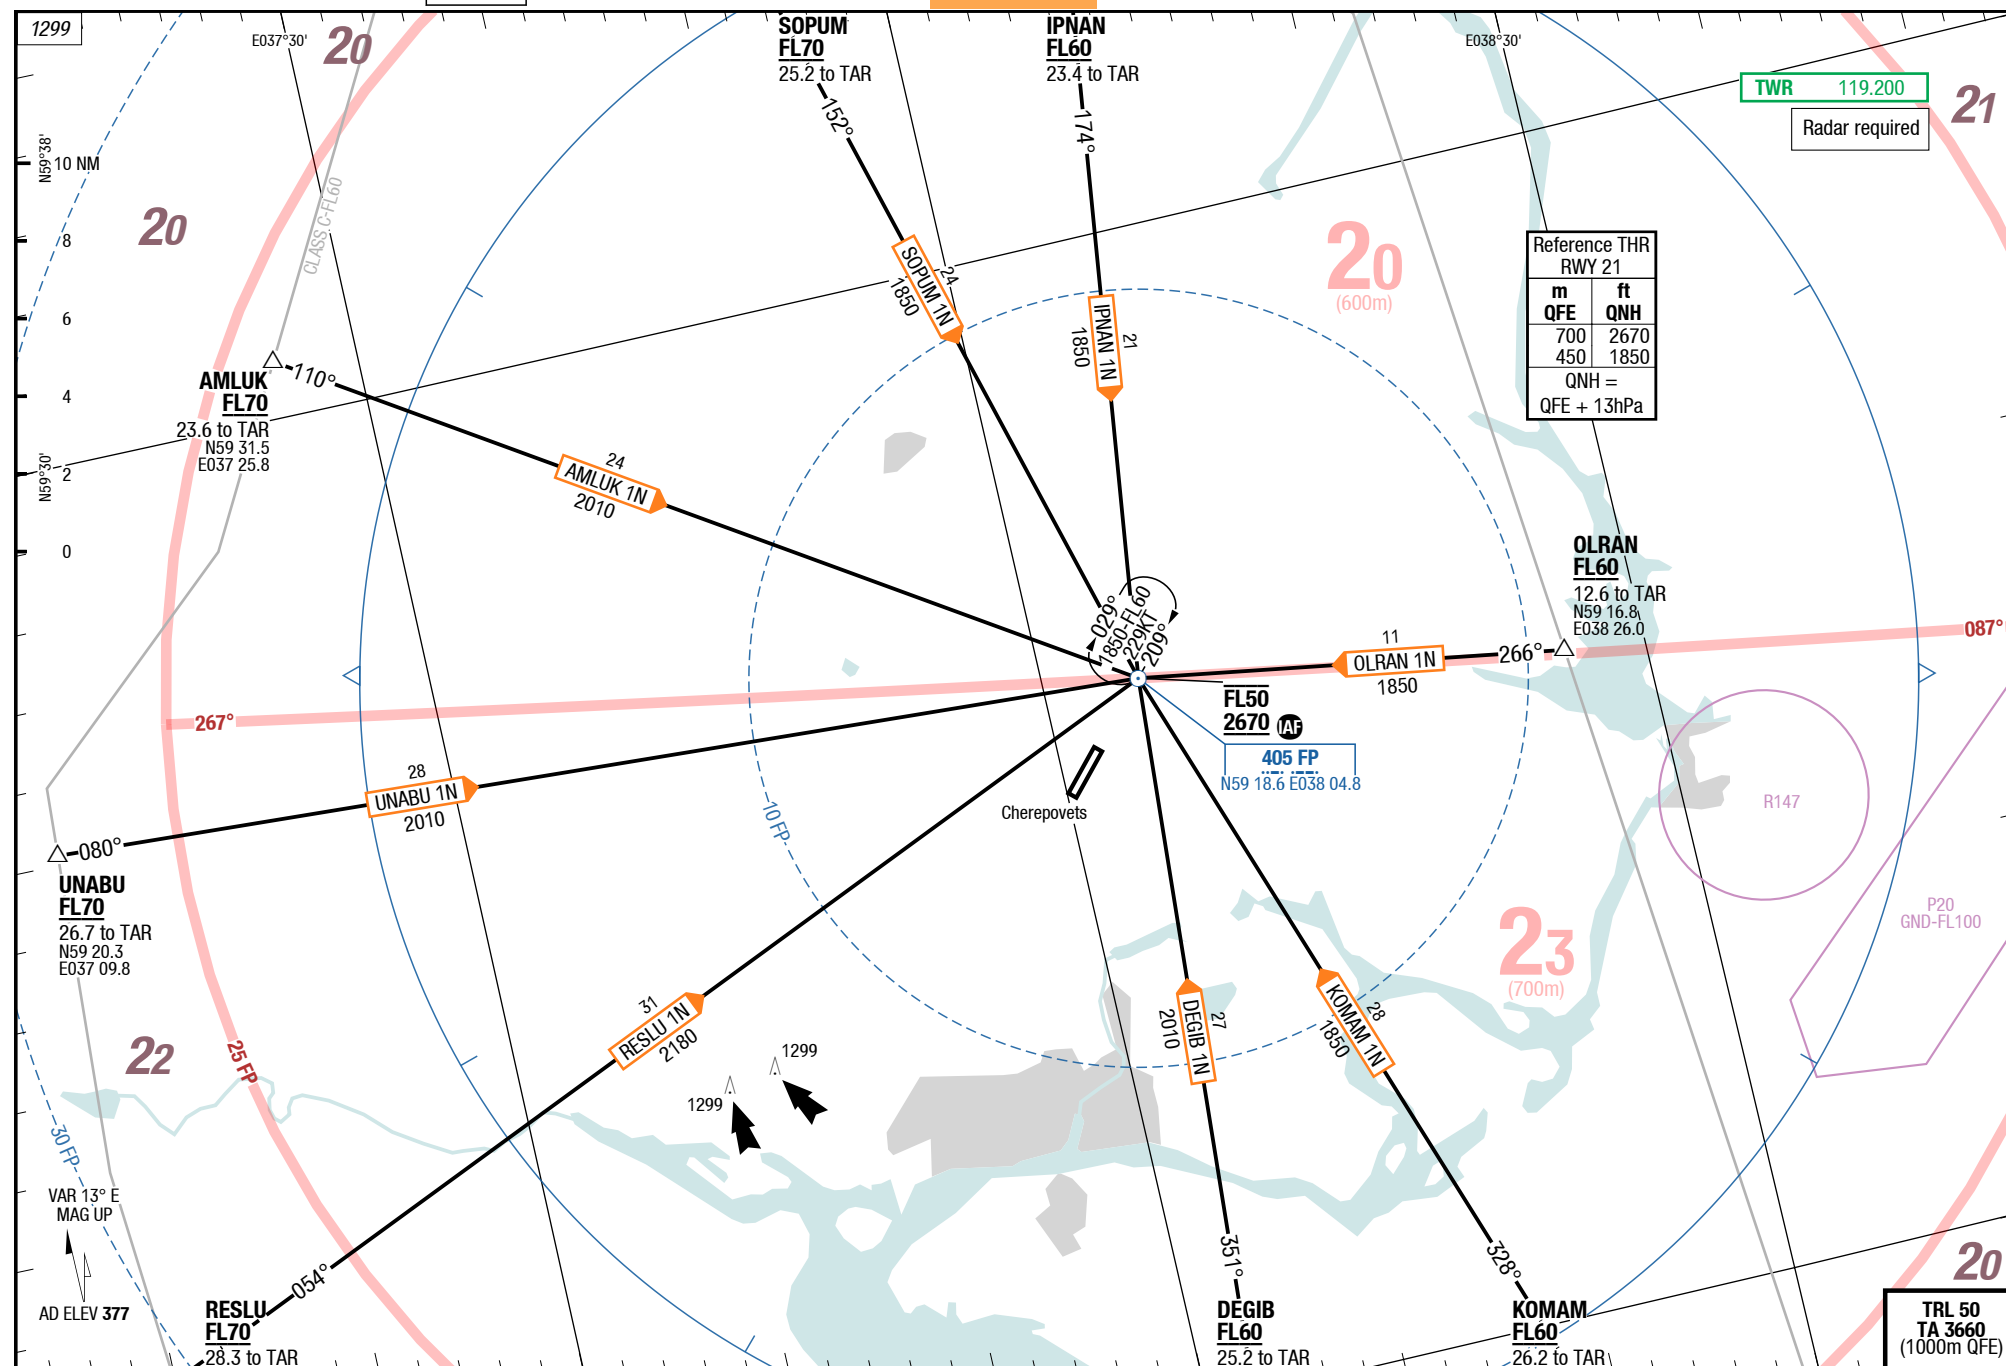 1299
E037°30'
20
SOPUM
FL70
25.2 to TAR
152°
IPNAN
FL60
23.4 to TAR
174°
E038°30'
TWR 119.200
21
Radar required
N59°38'
10 NM
8
6
4
2
0
N59°30'
20
CLASS C-FL60
24
SOPUM 1N
1850
21
IPNAN 1N
1850
20
(600m)
Reference THR
RWY 21
m ft
QFE QNH
700 2670
450 1850
QNH =
QFE + 13hPa
110°
AMLUK
FL70
23.6 to TAR
N59 31.5
E037 25.8
24
AMLUK 1N
2010
OLRAN
FL60
12.6 to TAR
N59 16.8
E038 26.0
029°
1850-FL60
229KT
209°
11
OLRAN 1N
1850
266°
087°
267°
FL50
2670 IAF
405 FP
N59 18.6 E038 04.8
28
UNABU 1N
2010
080°
UNABU
FL70
26.7 to TAR
N59 20.3
E037 09.8
10 FP
Cherepovets
R147
P20
GND-FL100
23
(700m)
31
RESLU 1N
2180
27
DEGIB 1N
2010
28
KOMAM 1N
1850
22
25 FP
1299
1299
30 FP
VAR 13° E
MAG UP
AD ELEV 377
054°
RESLU
FL70
28.3 to TAR
351°
DEGIB
FL60
25.2 to TAR
328°
KOMAM
FL60
26.2 to TAR
20
TRL 50
TA 3660
(1000m QFE)